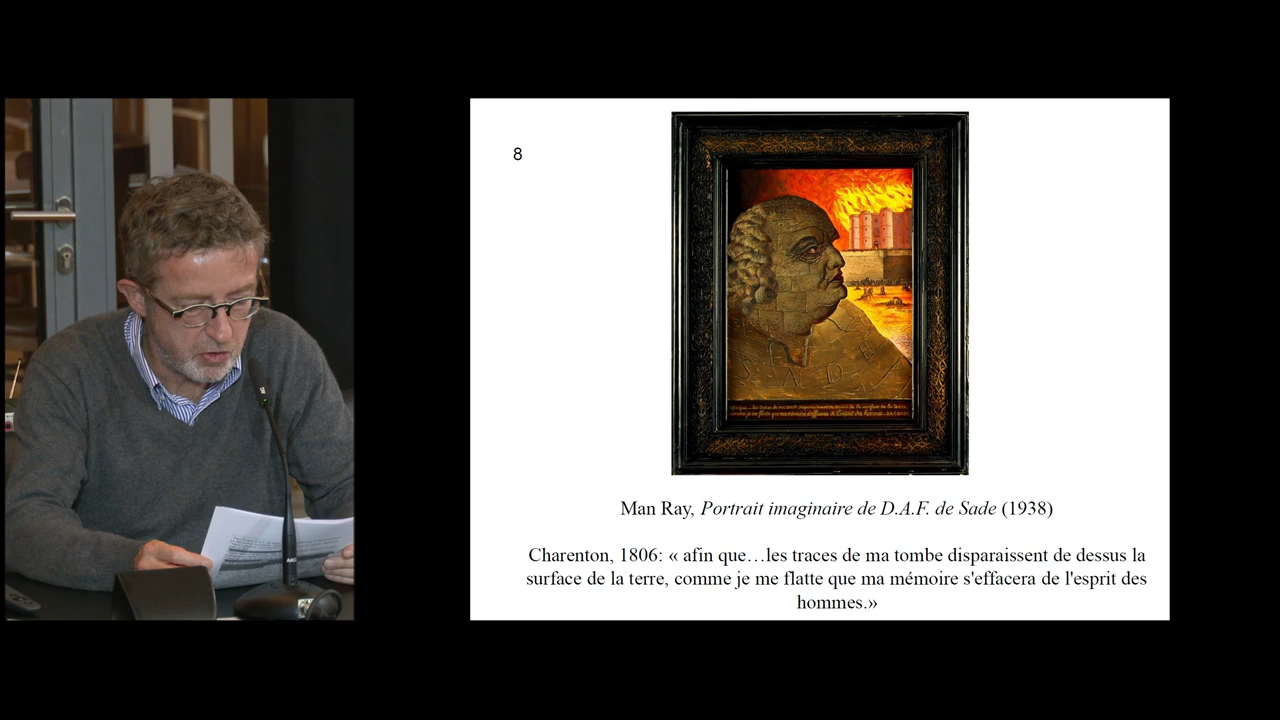 8
S A D E
Man Ray, Portrait imaginaire de D.A.F. de Sade (1938)
Charenton, 1806: « afin que…les traces de ma tombe disparaissent de dessus la
surface de la terre, comme je me flatte que ma mémoire s'effacera de l'esprit des
hommes.»